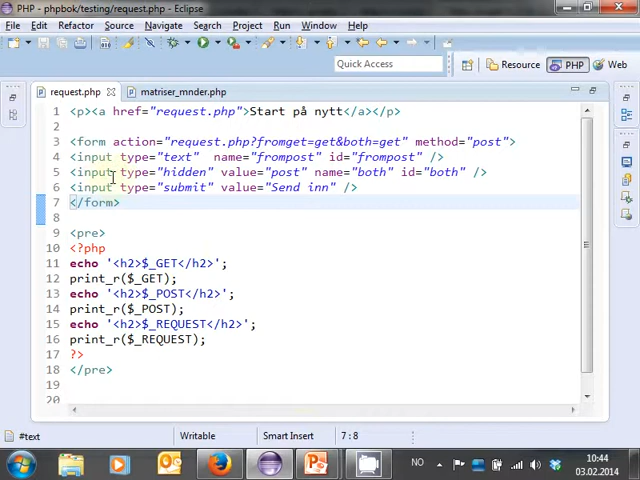 PHP - phpbok/testing/request.php - Eclipse
File Edit Refactor Source Navigate Search Project Run Window Help
Quick Access Resource PHP Web
request.php matriser_mnder.php
1 <p><a href="request.php">Start på nytt</a></p>
2
3 <form action="request.php?fromget=get&both=get" method="post">
4 <input type="text"  name="frompost" id="frompost" />
5 <input type="hidden" value="post" name="both" id="both" />
6 <input type="submit" value="Send inn" />
7 </form>
8
9 <pre>
10 <?php
11 echo '<h2>$_GET</h2>';
12 print_r($_GET);
13 echo '<h2>$_POST</h2>';
14 print_r($_POST);
15 echo '<h2>$_REQUEST</h2>';
16 print_r($_REQUEST);
17 ?>
18 </pre>
19
20
#text Writable Smart Insert 7 : 8
NO 10:44
03.02.2014